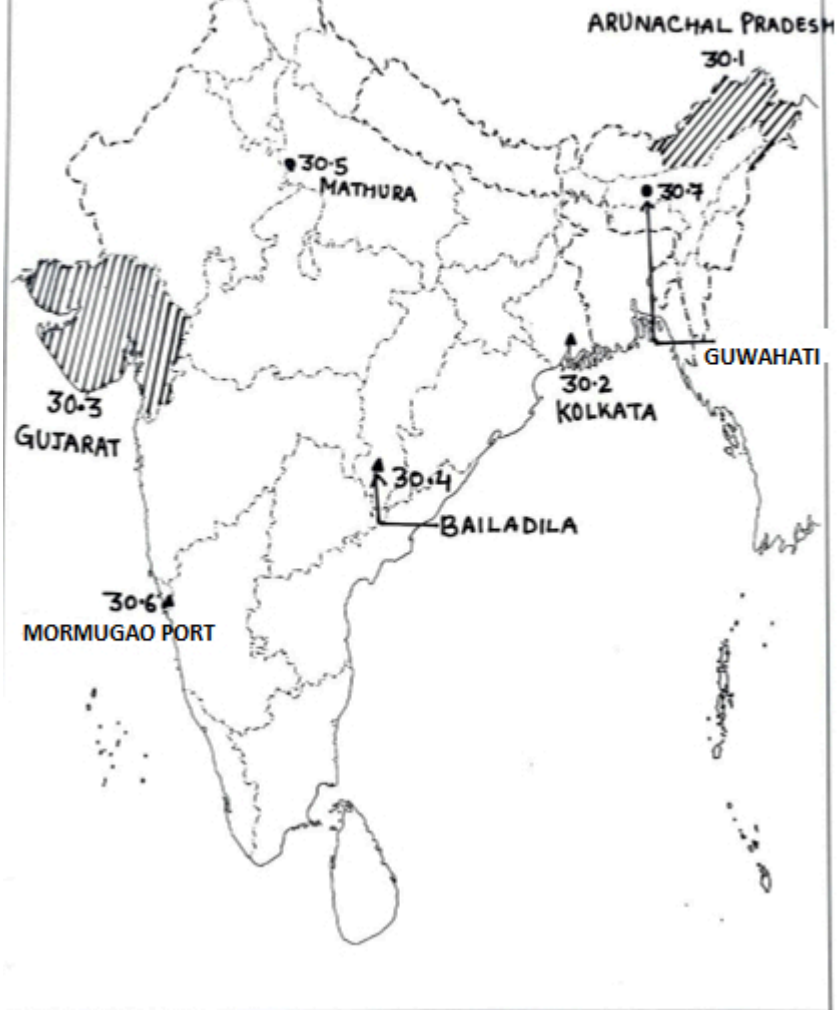 ARUNACHAL PRADESH
30.1
30.5
MATHURA
30.7
GUWAHATI
30.2
KOLKATA
30.3
GUJARAT
30.4
BAILADILA
30.6
MORMUGAO PORT